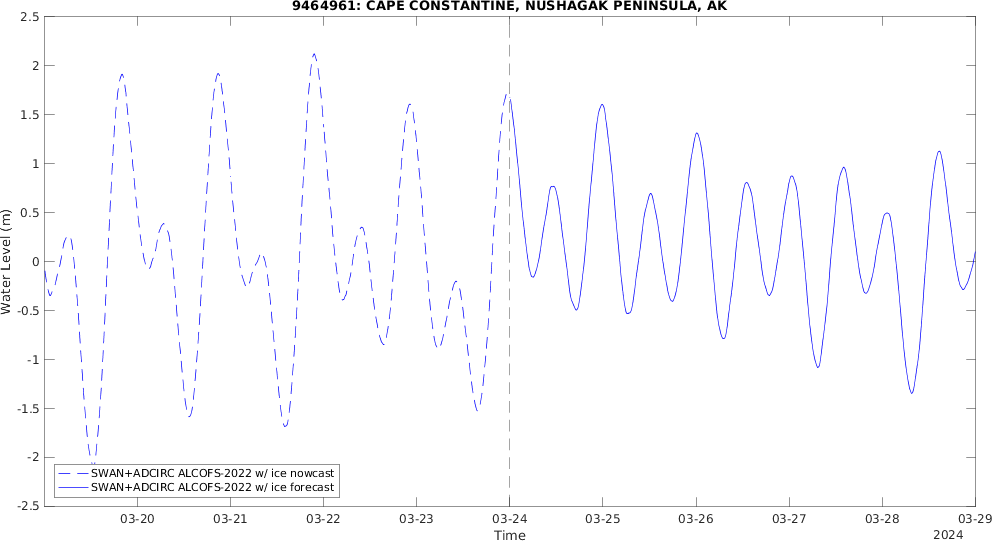 9464961: CAPE CONSTANTINE, NUSHAGAK PENINSULA, AK
2.5
2
1.5
1
0.5
0
-0.5
-1
-1.5
-2
-2.5
Water Level (m)
SWAN+ADCIRC ALCOFS-2022 w/ ice nowcast
SWAN+ADCIRC ALCOFS-2022 w/ ice forecast
03-20 03-21 03-22 03-23 03-24 03-25 03-26 03-27 03-28 03-29
Time
2024